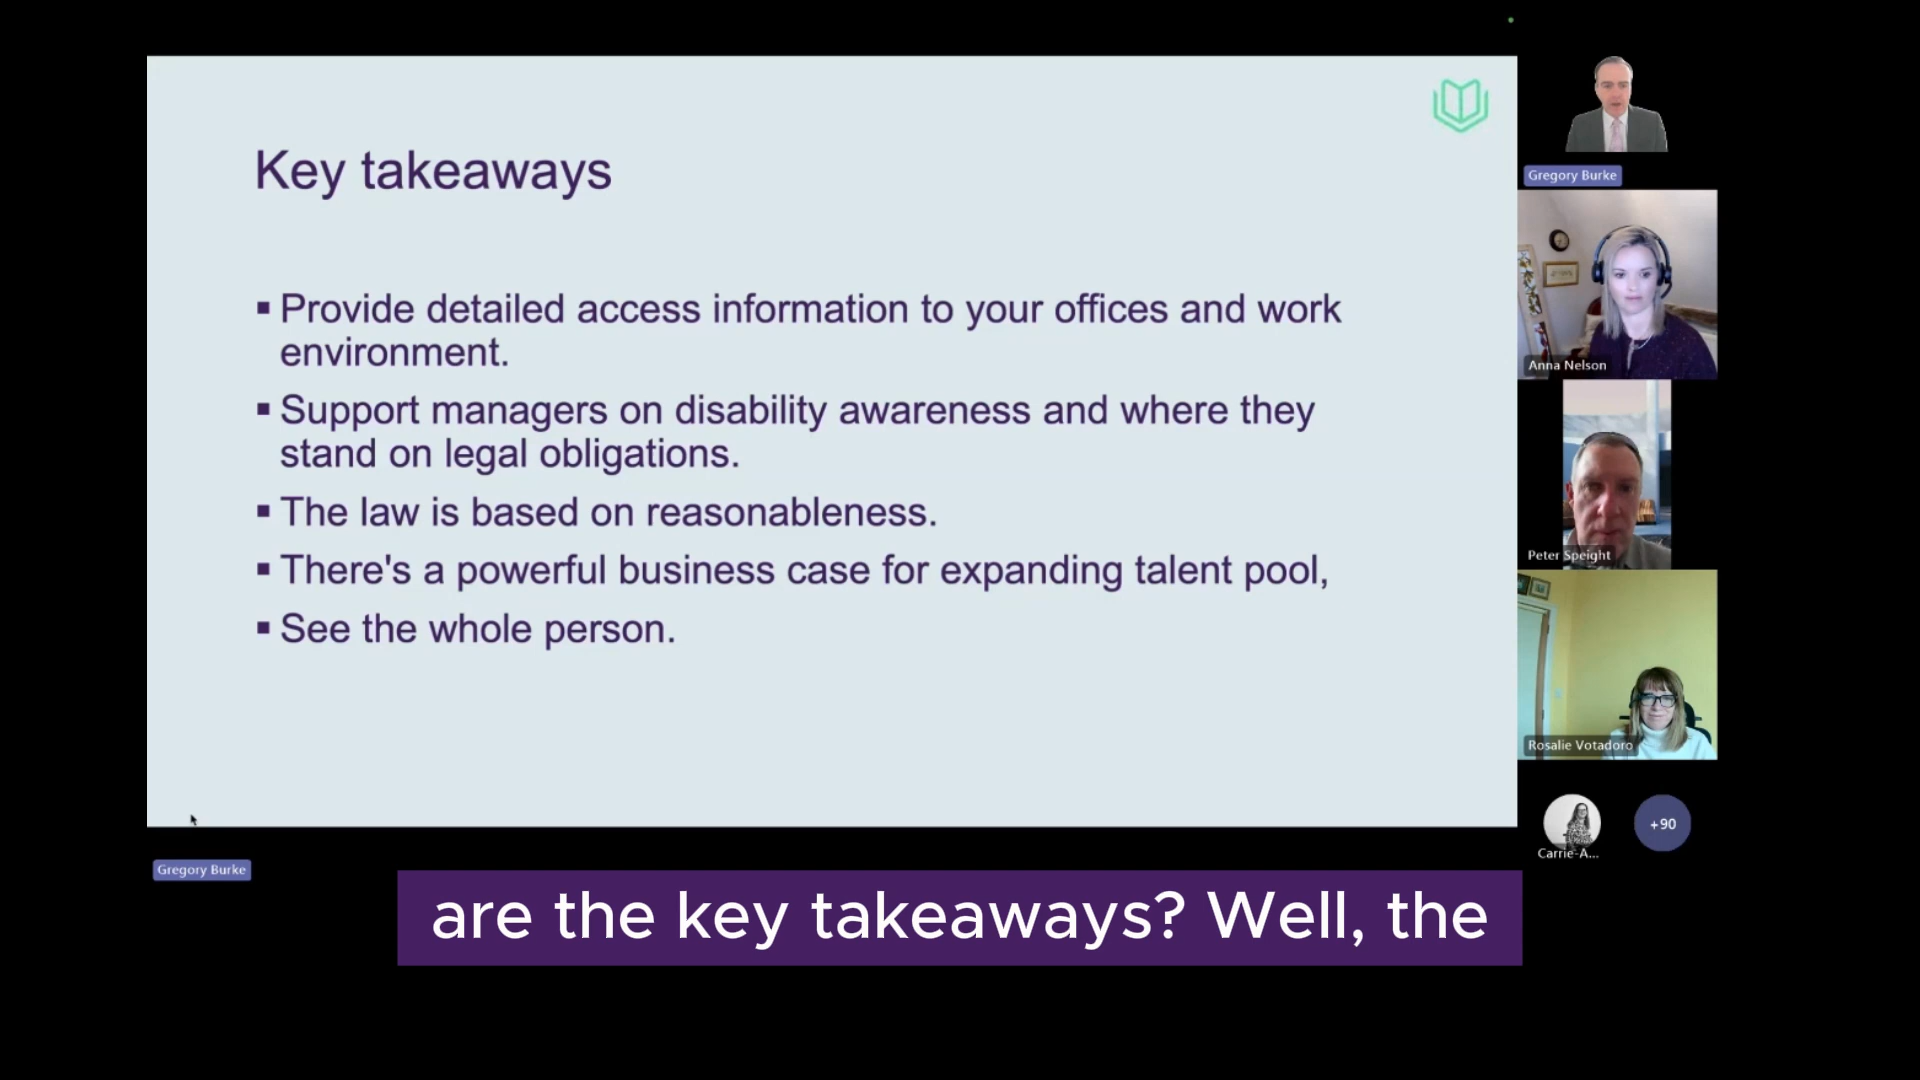 Key takeaways
▪ Provide detailed access information to your offices and work
environment.
▪ Support managers on disability awareness and where they
stand on legal obligations.
▪ The law is based on reasonableness.
▪ There's a powerful business case for expanding talent pool,
▪ See the whole person.
Gregory Burke
Anna Nelson
Peter Speight
Rosalie Votadoro
Carrie-A...
+90
Gregory Burke
are the key takeaways? Well, the